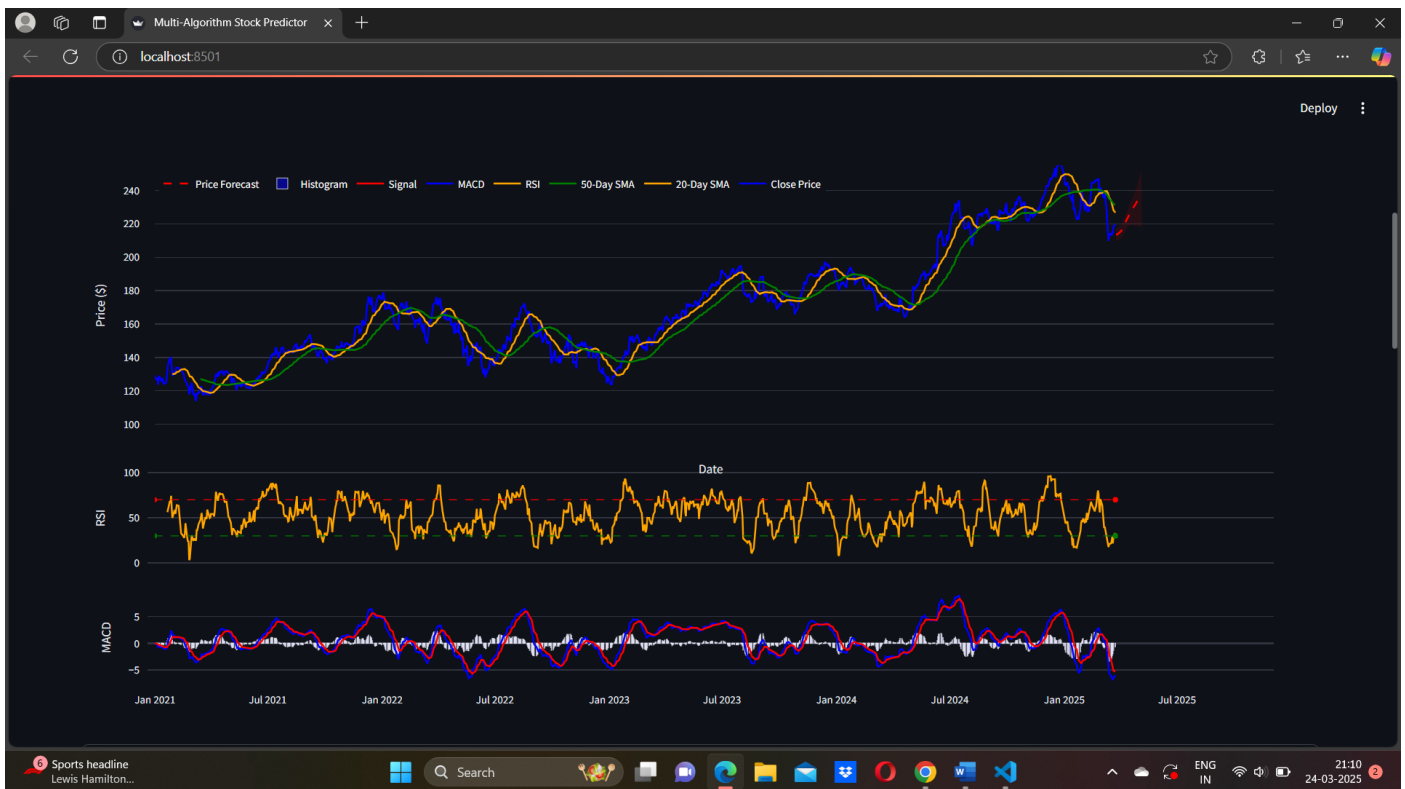 Multi-Algorithm Stock Predictor
localhost:8501
Deploy
Price Forecast Histogram Signal MACD RSI 50-Day SMA 20-Day SMA Close Price
240
220
200
180
160
140
120
100
Price ($)
Date
100
50
0
RSI
5
0
−5
MACD
Jan 2021 Jul 2021 Jan 2022 Jul 2022 Jan 2023 Jul 2023 Jan 2024 Jul 2024 Jan 2025 Jul 2025
6
Sports headline
Lewis Hamilton...
Search
ENG
IN
21:10
24-03-2025
2